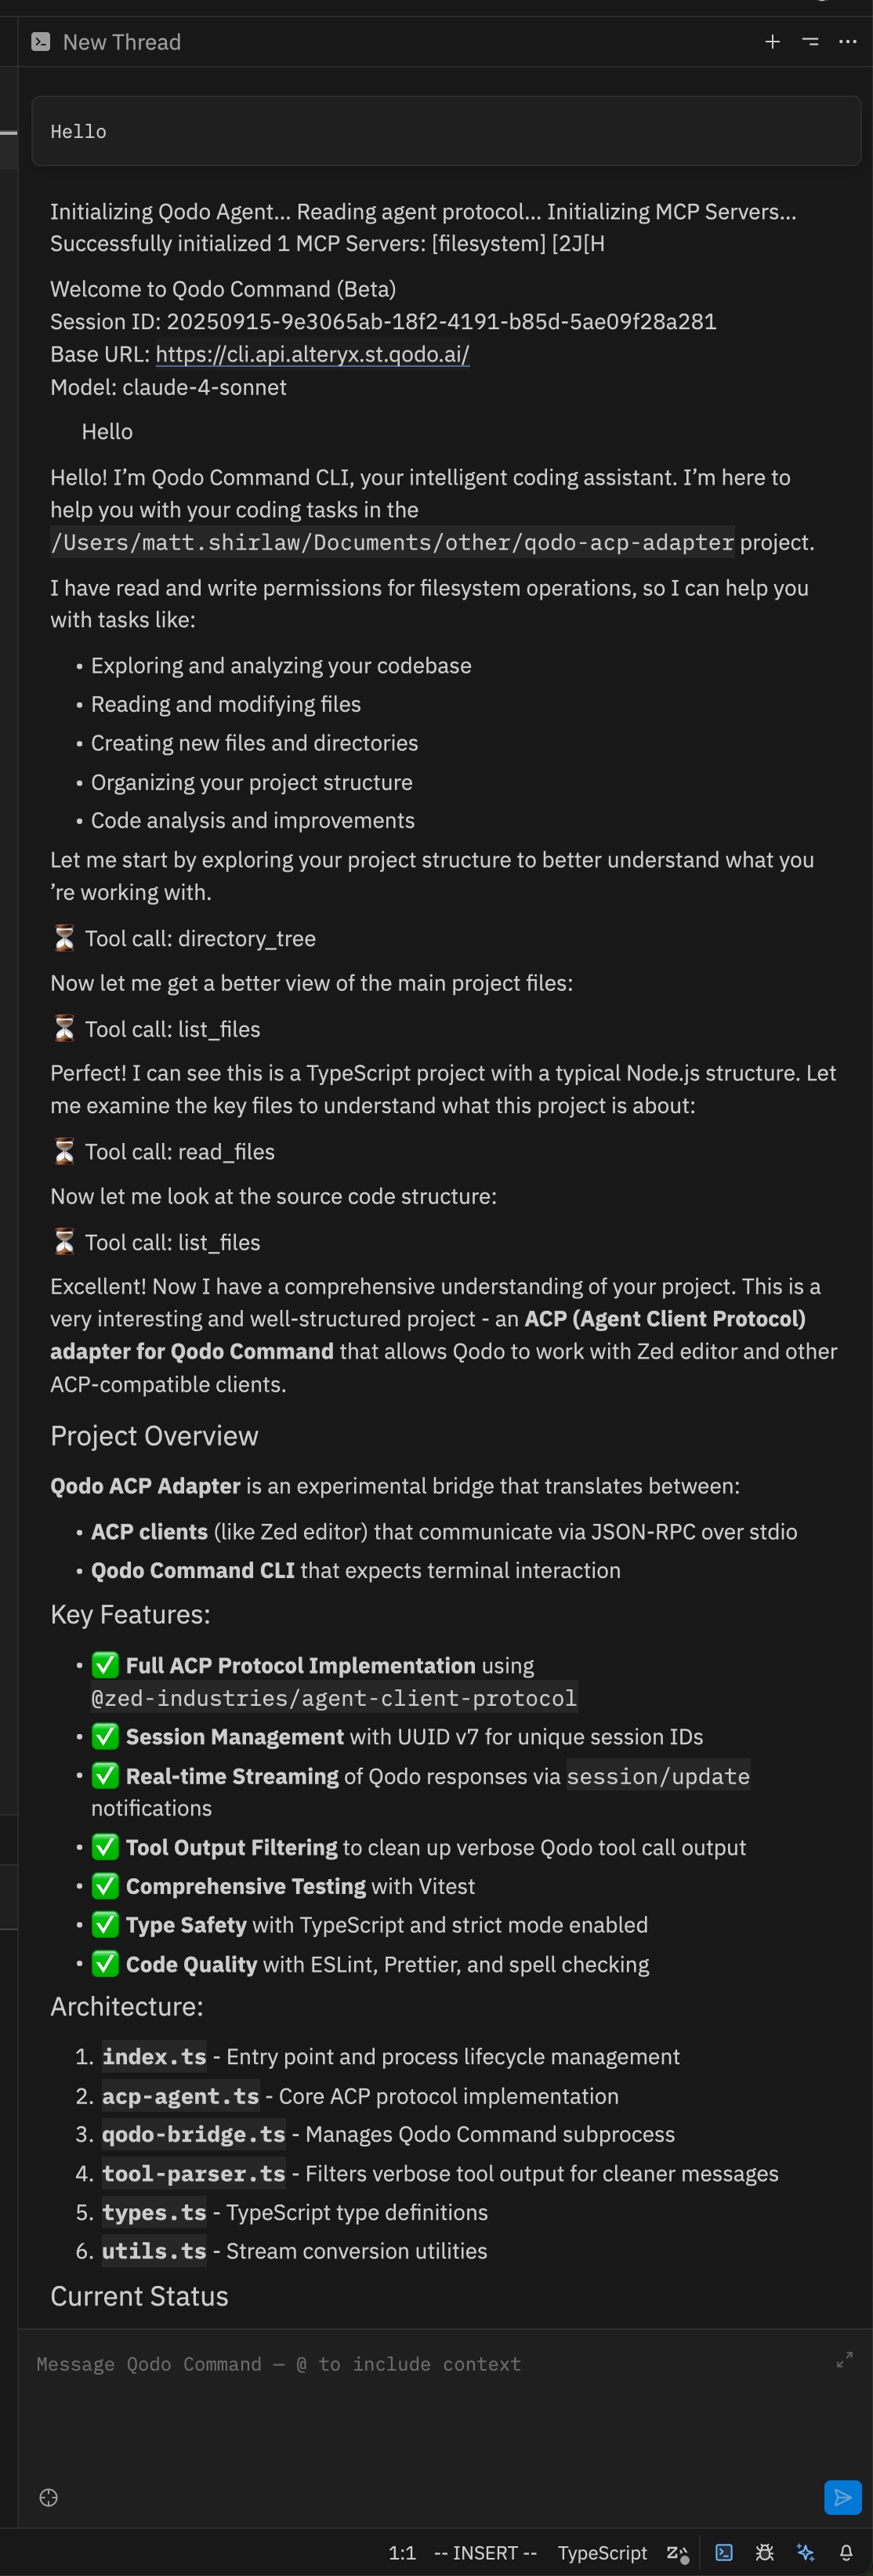 New Thread
Hello
Initializing Qodo Agent... Reading agent protocol... Initializing MCP Servers...
Successfully initialized 1 MCP Servers: [filesystem] [2J[H
Welcome to Qodo Command (Beta)
Session ID: 20250915-9e3065ab-18f2-4191-b85d-5ae09f28a281
Base URL: https://cli.api.alteryx.st.qodo.ai/
Model: claude-4-sonnet
Hello
Hello! I’m Qodo Command CLI, your intelligent coding assistant. I’m here to
help you with your coding tasks in the
/Users/matt.shirlaw/Documents/other/qodo-acp-adapter project.
I have read and write permissions for filesystem operations, so I can help you
with tasks like:
• Exploring and analyzing your codebase
• Reading and modifying files
• Creating new files and directories
• Organizing your project structure
• Code analysis and improvements
Let me start by exploring your project structure to better understand what you
’re working with.
⏳ Tool call: directory_tree
Now let me get a better view of the main project files:
⏳ Tool call: list_files
Perfect! I can see this is a TypeScript project with a typical Node.js structure. Let
me examine the key files to understand what this project is about:
⏳ Tool call: read_files
Now let me look at the source code structure:
⏳ Tool call: list_files
Excellent! Now I have a comprehensive understanding of your project. This is a
very interesting and well-structured project - an ACP (Agent Client Protocol)
adapter for Qodo Command that allows Qodo to work with Zed editor and other
ACP-compatible clients.
Project Overview
Qodo ACP Adapter is an experimental bridge that translates between:
• ACP clients (like Zed editor) that communicate via JSON-RPC over stdio
• Qodo Command CLI that expects terminal interaction
Key Features:
• ✅ Full ACP Protocol Implementation using
@zed-industries/agent-client-protocol
• ✅ Session Management with UUID v7 for unique session IDs
• ✅ Real-time Streaming of Qodo responses via session/update
notifications
• ✅ Tool Output Filtering to clean up verbose Qodo tool call output
• ✅ Comprehensive Testing with Vitest
• ✅ Type Safety with TypeScript and strict mode enabled
• ✅ Code Quality with ESLint, Prettier, and spell checking
Architecture:
1. index.ts - Entry point and process lifecycle management
2. acp-agent.ts - Core ACP protocol implementation
3. qodo-bridge.ts - Manages Qodo Command subprocess
4. tool-parser.ts - Filters verbose tool output for cleaner messages
5. types.ts - TypeScript type definitions
6. utils.ts - Stream conversion utilities
Current Status
Message Qodo Command — @ to include context
1:1 -- INSERT -- TypeScript